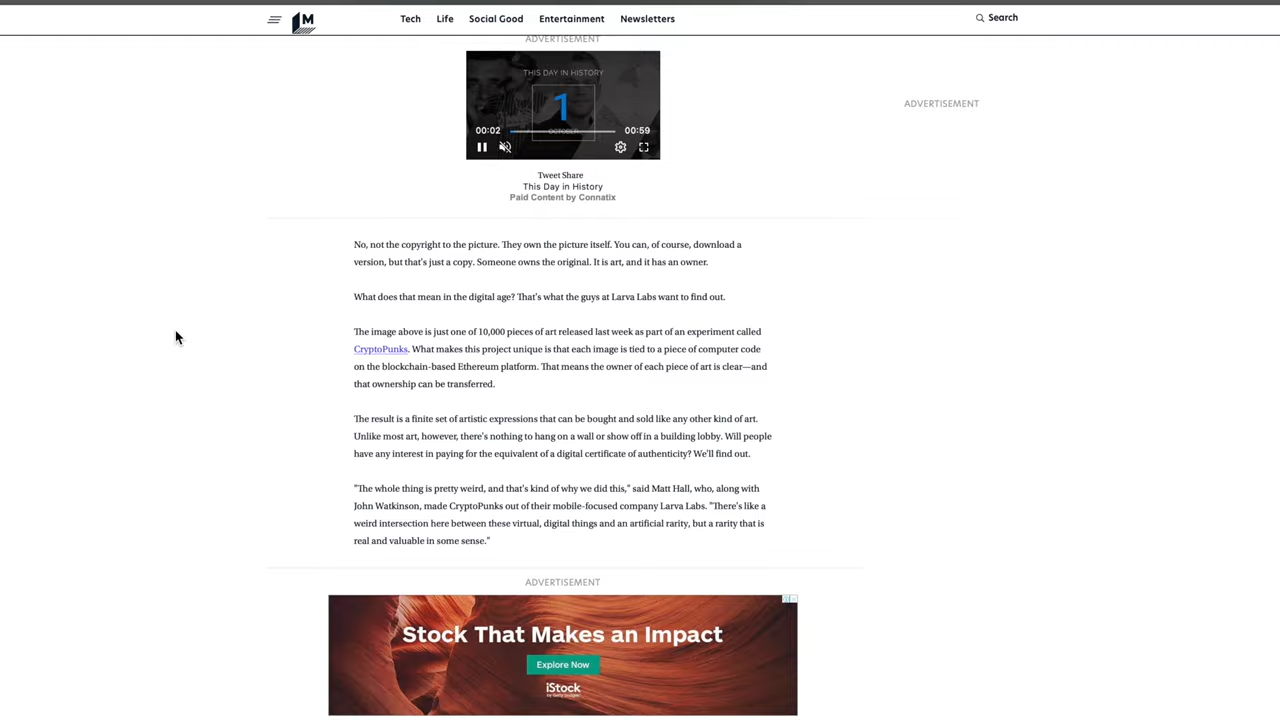 M
Tech
Life
Social Good
Entertainment
Newsletters
Search
ADVERTISEMENT
THIS DAY IN HISTORY
1
OCTOBER
00:02
00:59
ADVERTISEMENT
Tweet Share
This Day in History
Paid Content by Connatix
No, not the copyright to the picture. They own the picture itself. You can, of course, download a
version, but that's just a copy. Someone owns the original. It is art, and it has an owner.
What does that mean in the digital age? That's what the guys at Larva Labs want to find out.
The image above is just one of 10,000 pieces of art released last week as part of an experiment called
CryptoPunks. What makes this project unique is that each image is tied to a piece of computer code
on the blockchain-based Ethereum platform. That means the owner of each piece of art is clear—and
that ownership can be transferred.
The result is a finite set of artistic expressions that can be bought and sold like any other kind of art.
Unlike most art, however, there's nothing to hang on a wall or show off in a building lobby. Will people
have any interest in paying for the equivalent of a digital certificate of authenticity? We'll find out.
"The whole thing is pretty weird, and that's kind of why we did this," said Matt Hall, who, along with
John Watkinson, made CryptoPunks out of their mobile-focused company Larva Labs. "There's like a
weird intersection here between these virtual, digital things and an artificial rarity, but a rarity that is
real and valuable in some sense."
ADVERTISEMENT
Stock That Makes an Impact
Explore Now
iStock
by Getty Images